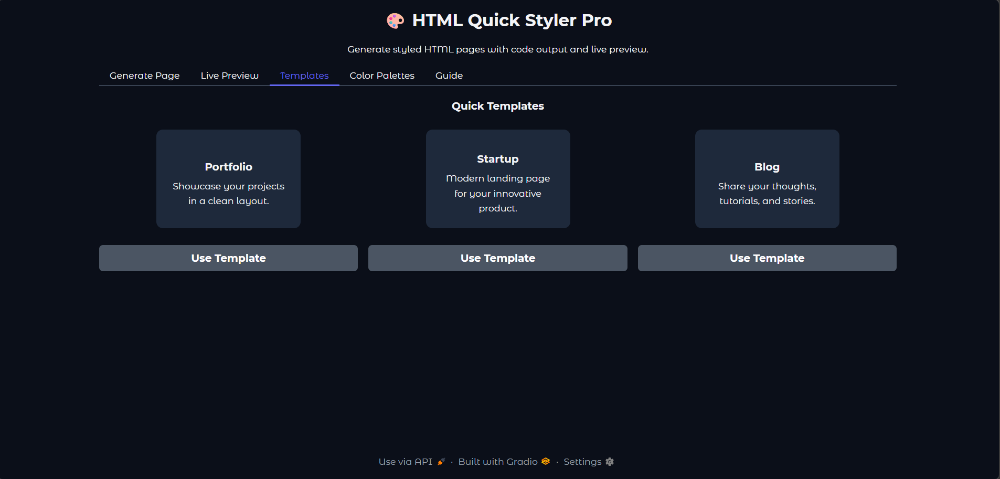 HTML Quick Styler Pro
Generate styled HTML pages with code output and live preview.
Generate Page Live Preview Templates Color Palettes Guide
Quick Templates
Portfolio
Showcase your projects
in a clean layout.
Startup
Modern landing page
for your innovative
product.
Blog
Share your thoughts,
tutorials, and stories.
Use Template Use Template Use Template
Use via API · Built with Gradio · Settings